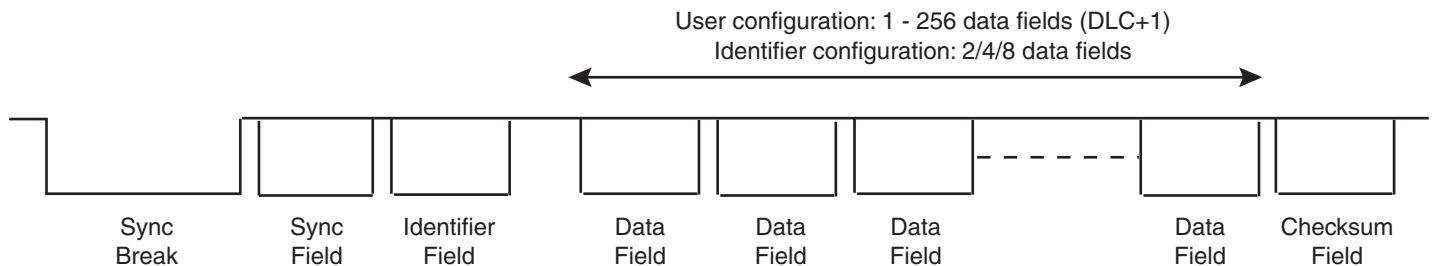 User configuration: 1 - 256 data fields (DLC+1)
Identifier configuration: 2/4/8 data fields
Sync
Break
Sync
Field
Identifier
Field
Data
Field
Data
Field
Data
Field
Data
Field
Checksum
Field